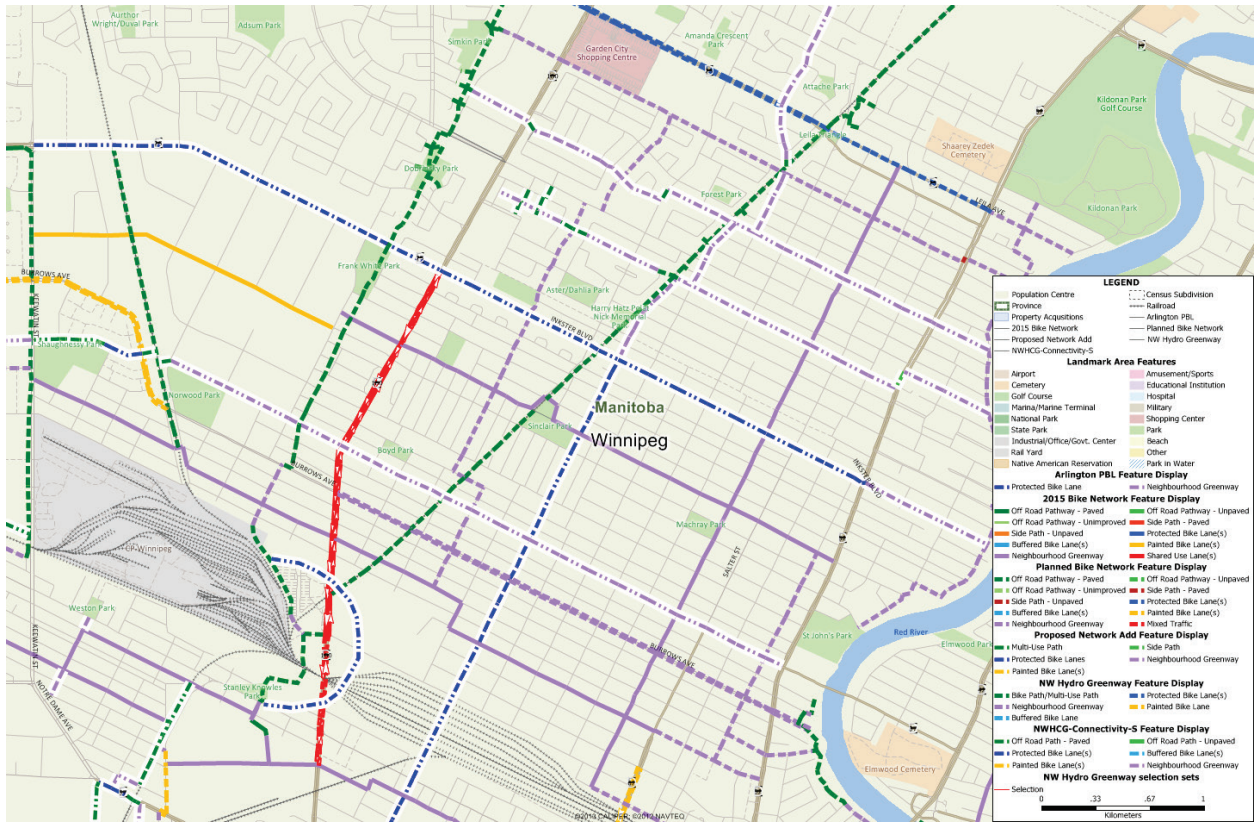 Aurthor
Wright/Duval Park
Adsum Park
Simkin Park
Garden City
Shopping Centre
Amanda Crescent
Park
Attache Park
Kildonan Park
Golf Course
Shaarey Zedek
Cemetery
Kildonan Park
LEILA AVE
Forest Park
Frank White Park
BURROWS AVE
KEEWATIN ST
Aster/Dahlia Park
INKSTER BLVD
Shaughnessy Park
Norwood Park
Manitoba
Winnipeg
Sinclair Park
Boyd Park
BURROWS AVE
INKSTER BLVD
Machray Park
SALTER ST
CP-Winnipeg
Weston Park
KEEWATIN ST
NOTRE DAME AVE
Stanley Knowles
Park
BURROWS AVE
St John's Park
Red River
Elmwood Park
Elmwood Cemetery
LEGEND
Population Centre
Census Subdivision
Province
Railroad
Property Acqusitions
Arlington PBL
2015 Bike Network
Planned Bike Network
Proposed Network Add
NW Hydro Greenway
NWHCG-Connectivity-S
Landmark Area Features
Airport
Amusement/Sports
Cemetery
Educational Institution
Golf Course
Hospital
Marina/Marine Terminal
Military
National Park
Shopping Center
State Park
Park
Industrial/Office/Govt. Center
Beach
Rail Yard
Other
Native American Reservation
Park in Water
Arlington PBL Feature Display
Protected Bike Lane
Neighbourhood Greenway
2015 Bike Network Feature Display
Off Road Pathway - Paved
Off Road Pathway - Unpaved
Off Road Pathway - Unimproved
Side Path - Paved
Side Path - Unpaved
Protected Bike Lane(s)
Buffered Bike Lane(s)
Painted Bike Lane(s)
Neighbourhood Greenway
Shared Use Lane(s)
Planned Bike Network Feature Display
Off Road Pathway - Paved
Off Road Pathway - Unpaved
Off Road Pathway - Unimproved
Side Path - Paved
Side Path - Unpaved
Protected Bike Lane(s)
Buffered Bike Lane(s)
Painted Bike Lane(s)
Neighbourhood Greenway
Mixed Traffic
Proposed Network Add Feature Display
Multi-Use Path
Side Path
Protected Bike Lanes
Neighbourhood Greenway
Painted Bike Lane(s)
NW Hydro Greenway Feature Display
Bike Path/Multi-Use Path
Protected Bike Lane(s)
Neighbourhood Greenway
Painted Bike Lane
Buffered Bike Lane
NWHCG-Connectivity-S Feature Display
Off Road Path - Paved
Off Road Path - Unpaved
Protected Bike Lane(s)
Buffered Bike Lane(s)
Painted Bike Lane(s)
Neighbourhood Greenway
NW Hydro Greenway selection sets
Selection
0 .33 .67 1
Kilometers
©2013 CALIPER; ©2012 NAVTEQ